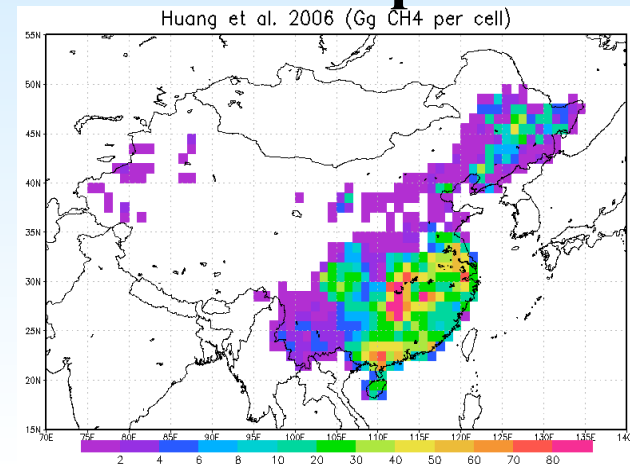 Huang et al. 2006 (Gg CH4 per cell)
55N
50N
45N
40N
35N
30N
25N
20N
15N
70E 75E 80E 85E 90E 95E 100E 105E 110E 115E 120E 125E 130E 135E
2 4 6 8 10 20 30 40 50 60 70 80